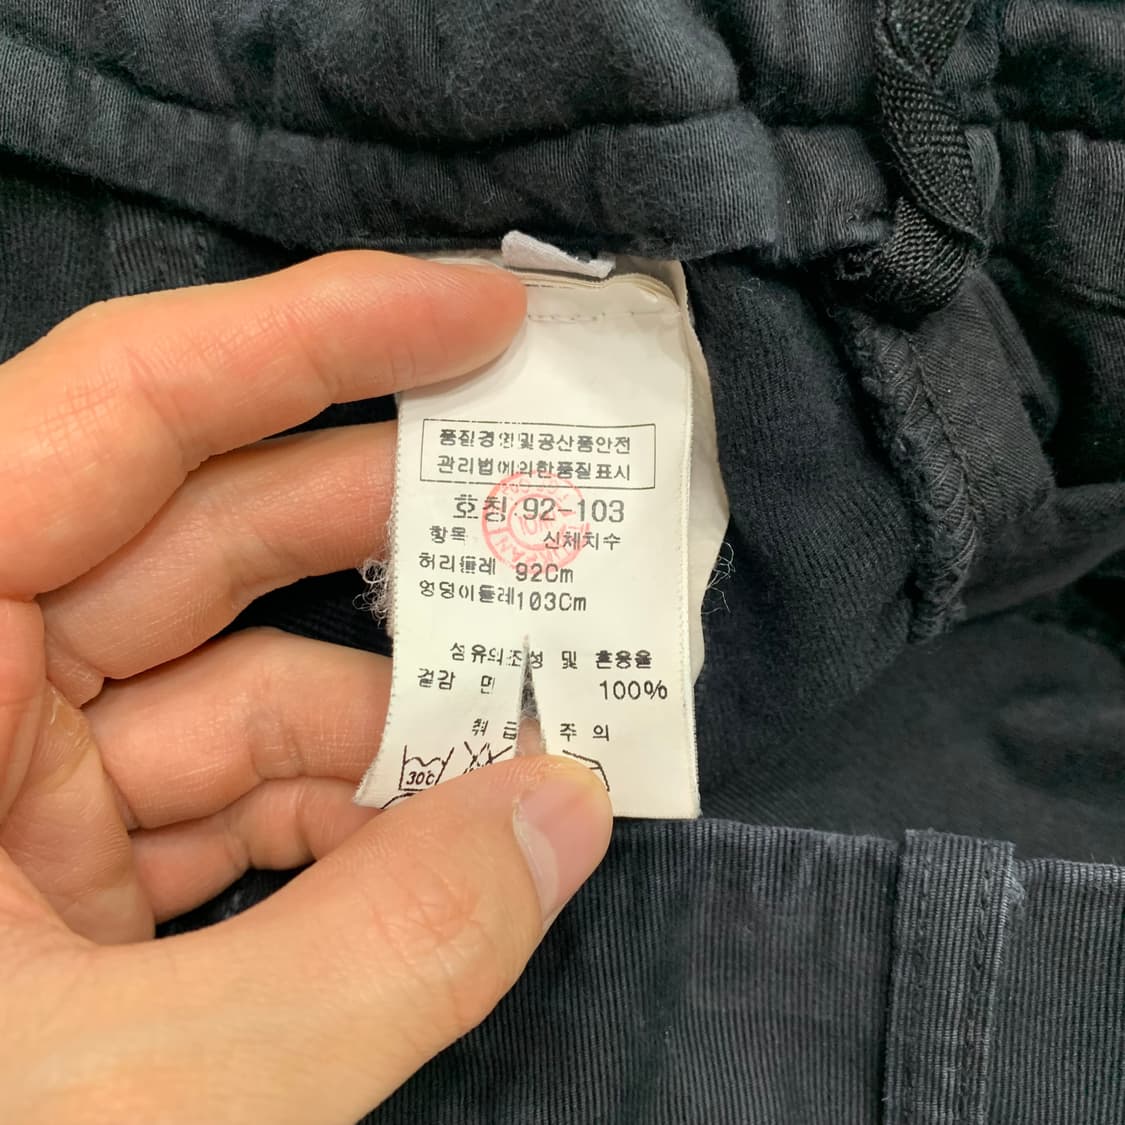 품질경영및공산품안전
관리법에의한품질표시
호칭:92-103
항목 신체치수
허리둘레 92Cm
엉덩이둘레103Cm
섬유의조성 및 혼용율
겉감 면 100%
취급 주의
30℃